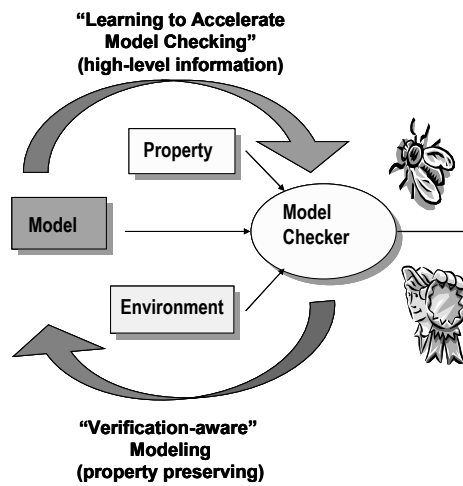 “Learning to Accelerate
Model Checking”
(high-level information)
Property
Model
Model
Checker
Environment
“Verification-aware”
Modeling
(property preserving)